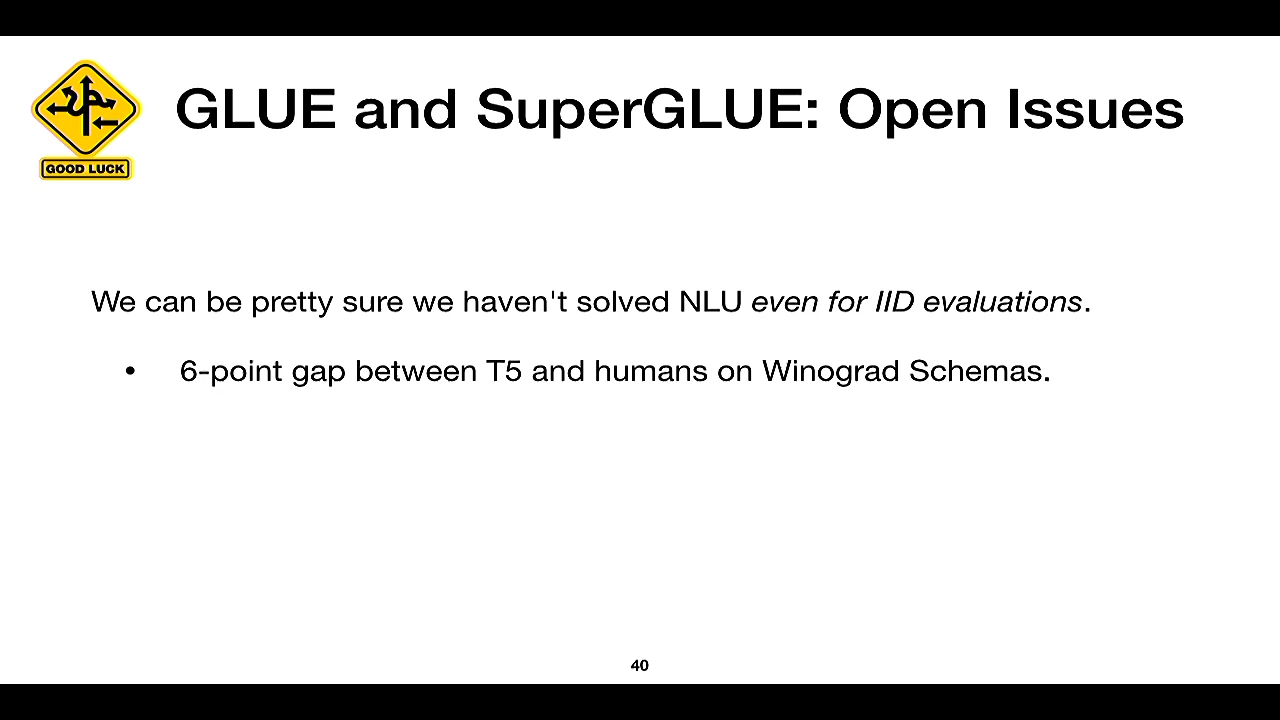 GLUE and SuperGLUE: Open Issues
GOOD LUCK
We can be pretty sure we haven't solved NLU even for IID evaluations.
• 6-point gap between T5 and humans on Winograd Schemas.
40